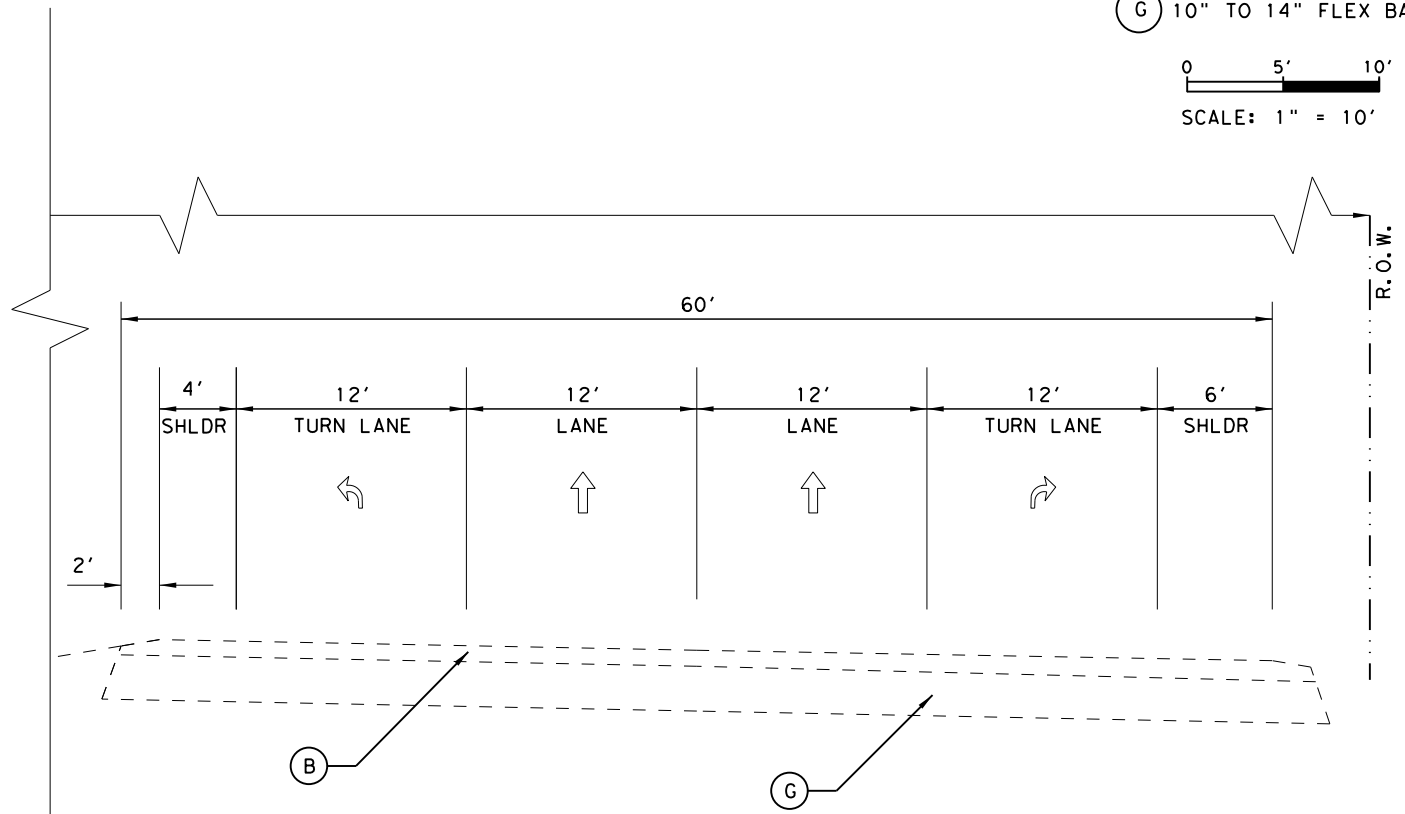 G 10" TO 14" FLEX
0 5' 10'
SCALE: 1" = 10'
R.O.W.
60'
4' 12' 12' 12' 12' 6'
SHLDR TURN LANE LANE LANE TURN LANE SHLDR
2'
B
G